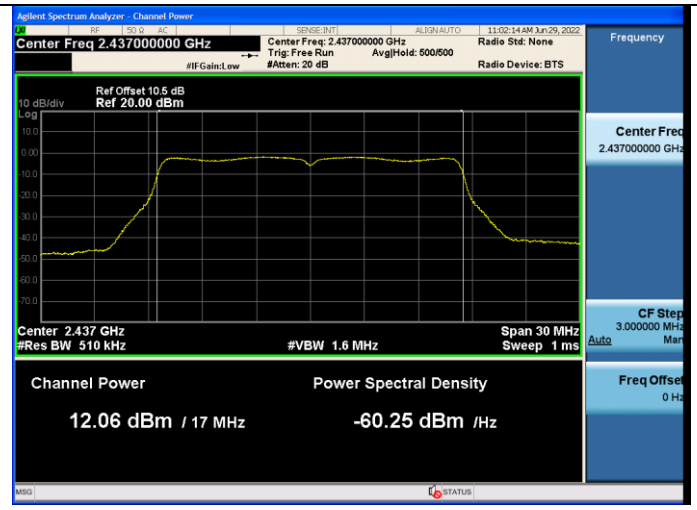 Agilent Spectrum Analyzer - Channel Power
RF 50 Ω AC SENSE:INT ALIGN AUTO 11:02:14 AM Jun 29, 2022
Center Freq 2.437000000 GHz
Center Freq: 2.437000000 GHz
Radio Std: None
Trig: Free Run Avg|Hold: 500/500
#IFGain:Low
#Atten: 20 dB
Radio Device: BTS
Ref Offset 10.5 dB
10 dB/div Ref 20.00 dBm
Log
10.0
0.00
-10.0
-20.0
-30.0
-40.0
-50.0
-60.0
-70.0
Center 2.437 GHz
Span 30 MHz
#Res BW 510 kHz
#VBW 1.6 MHz
Sweep 1 ms
Channel Power
Power Spectral Density
12.06 dBm / 17 MHz
-60.25 dBm /Hz
MSG
STATUS
Frequency
Center Freq
2.437000000 GHz
CF Step
3.000000 MHz
Auto Man
Freq Offset
0 Hz